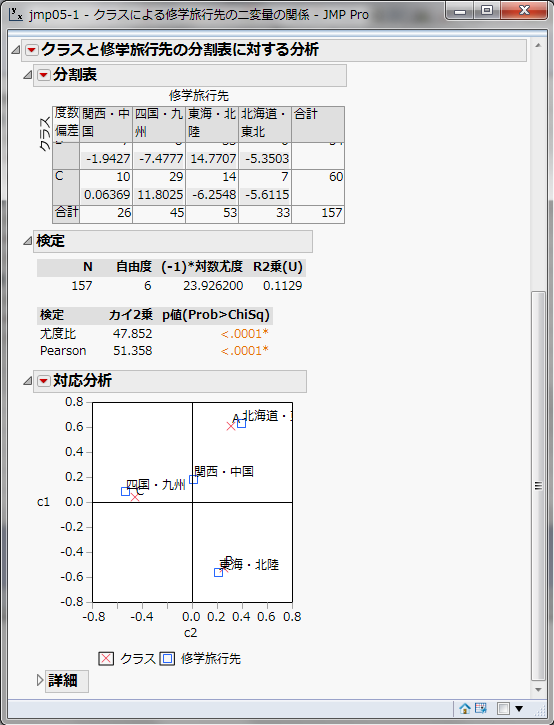 jmp05-1 - クラスによる修学旅行先の二変量の関係 - JMP Pro
クラスと修学旅行先の分割表に対する分析
分割表
修学旅行先
クラス
度数 偏差 関西・中国 四国・九州 東海・北陸 北海道・東北 合計
-1.9427 -7.4777 14.7707 -5.3503
C 10 29 14 7 60
0.06369 11.8025 -6.2548 -5.6115
合計 26 45 53 33 157
検定
N 自由度 (-1)*対数尤度 R2乗(U)
157 6 23.926200 0.1129
検定 カイ2乗 p値(Prob>ChiSq)
尤度比 47.852 <.0001*
Pearson 51.358 <.0001*
対応分析
0.8
0.6
0.4
0.2
0.0
-0.2
-0.4
-0.6
-0.8
c1
A 北海道・
関西・中国
四国・九州
C
B
東海・北陸
-0.8 -0.4 0.0 0.2 0.4 0.6 0.8
c2
クラス 修学旅行先
詳細